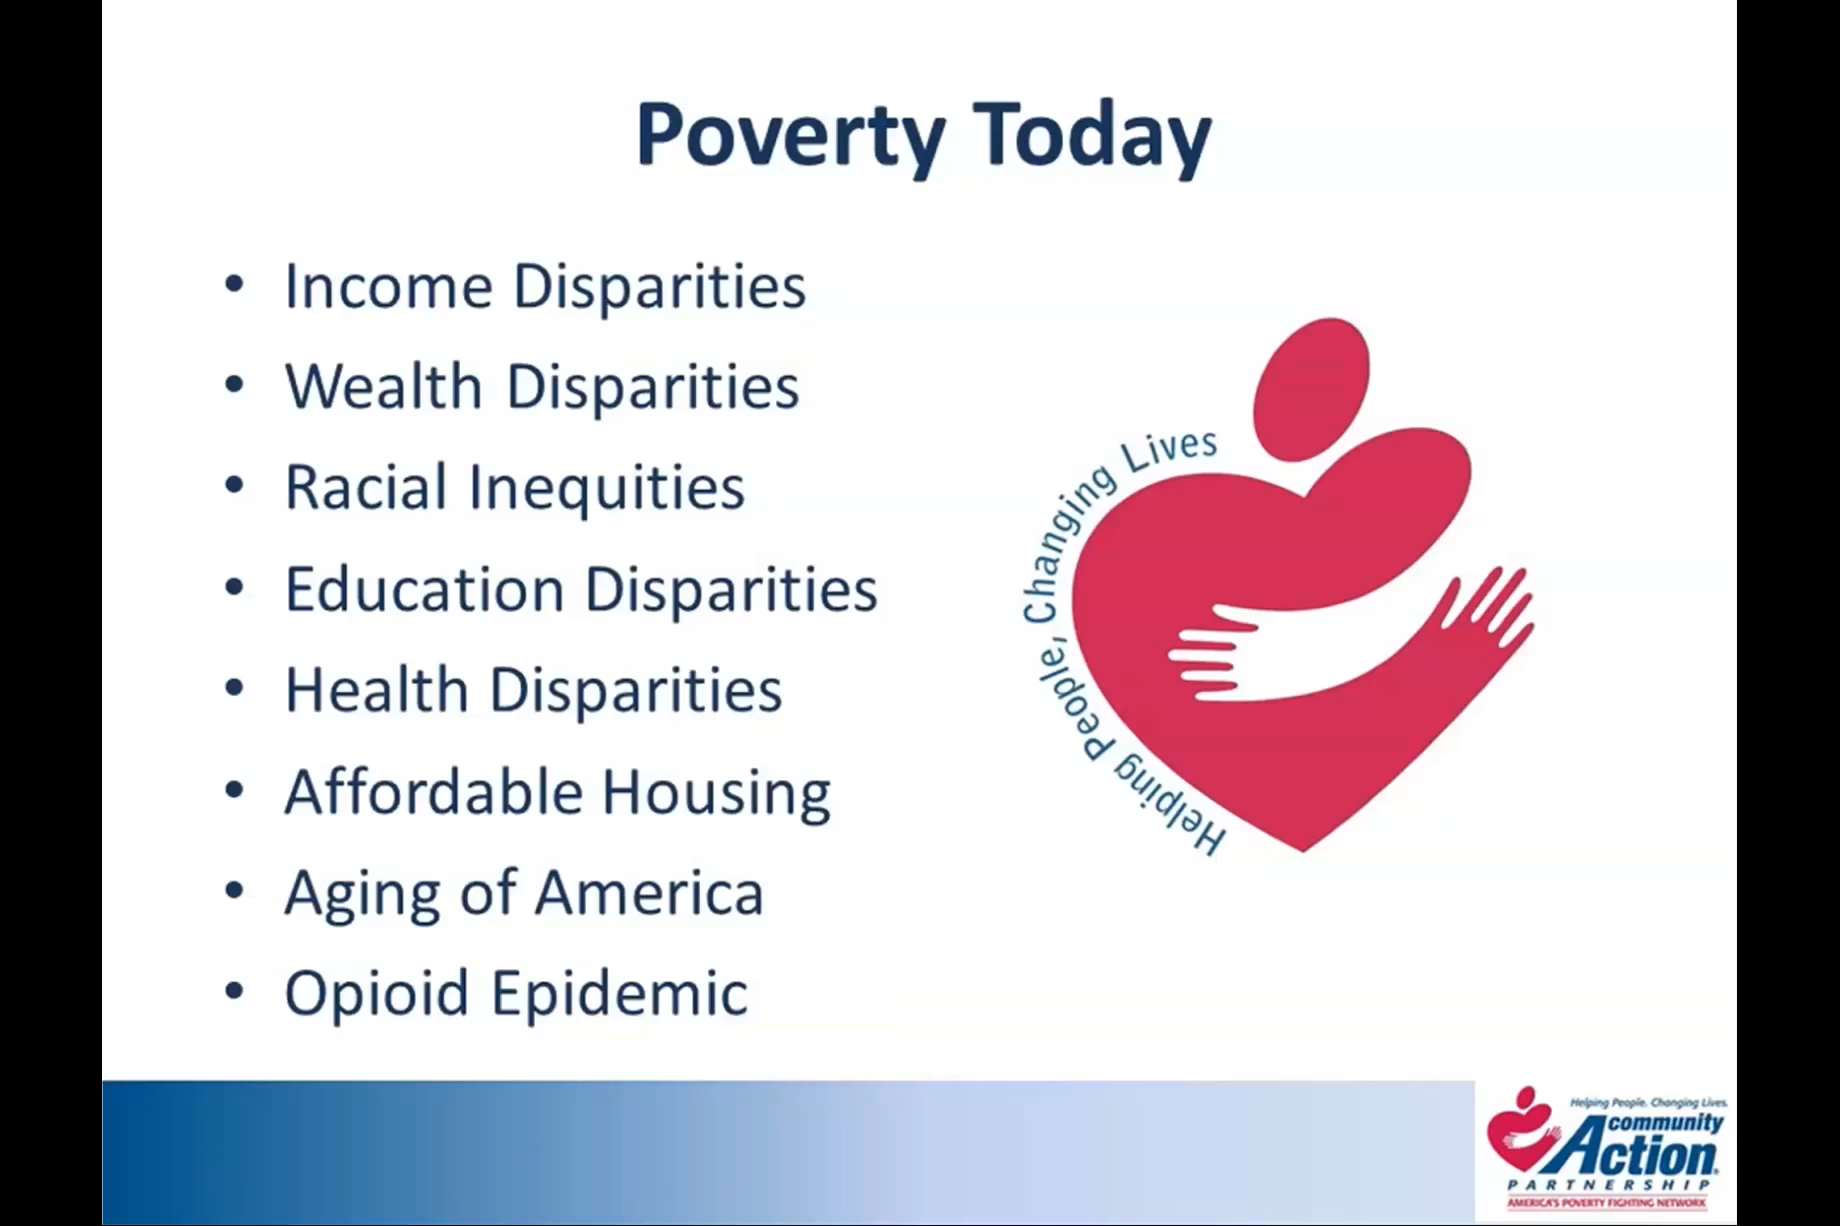 Poverty Today
• Income Disparities
• Wealth Disparities
• Racial Inequities
• Education Disparities
• Health Disparities
• Affordable Housing
• Aging of America
• Opioid Epidemic
Helping People, Changing Lives
Helping People. Changing Lives.
community
Action
PARTNERSHIP
AMERICA'S POVERTY FIGHTING NETWORK